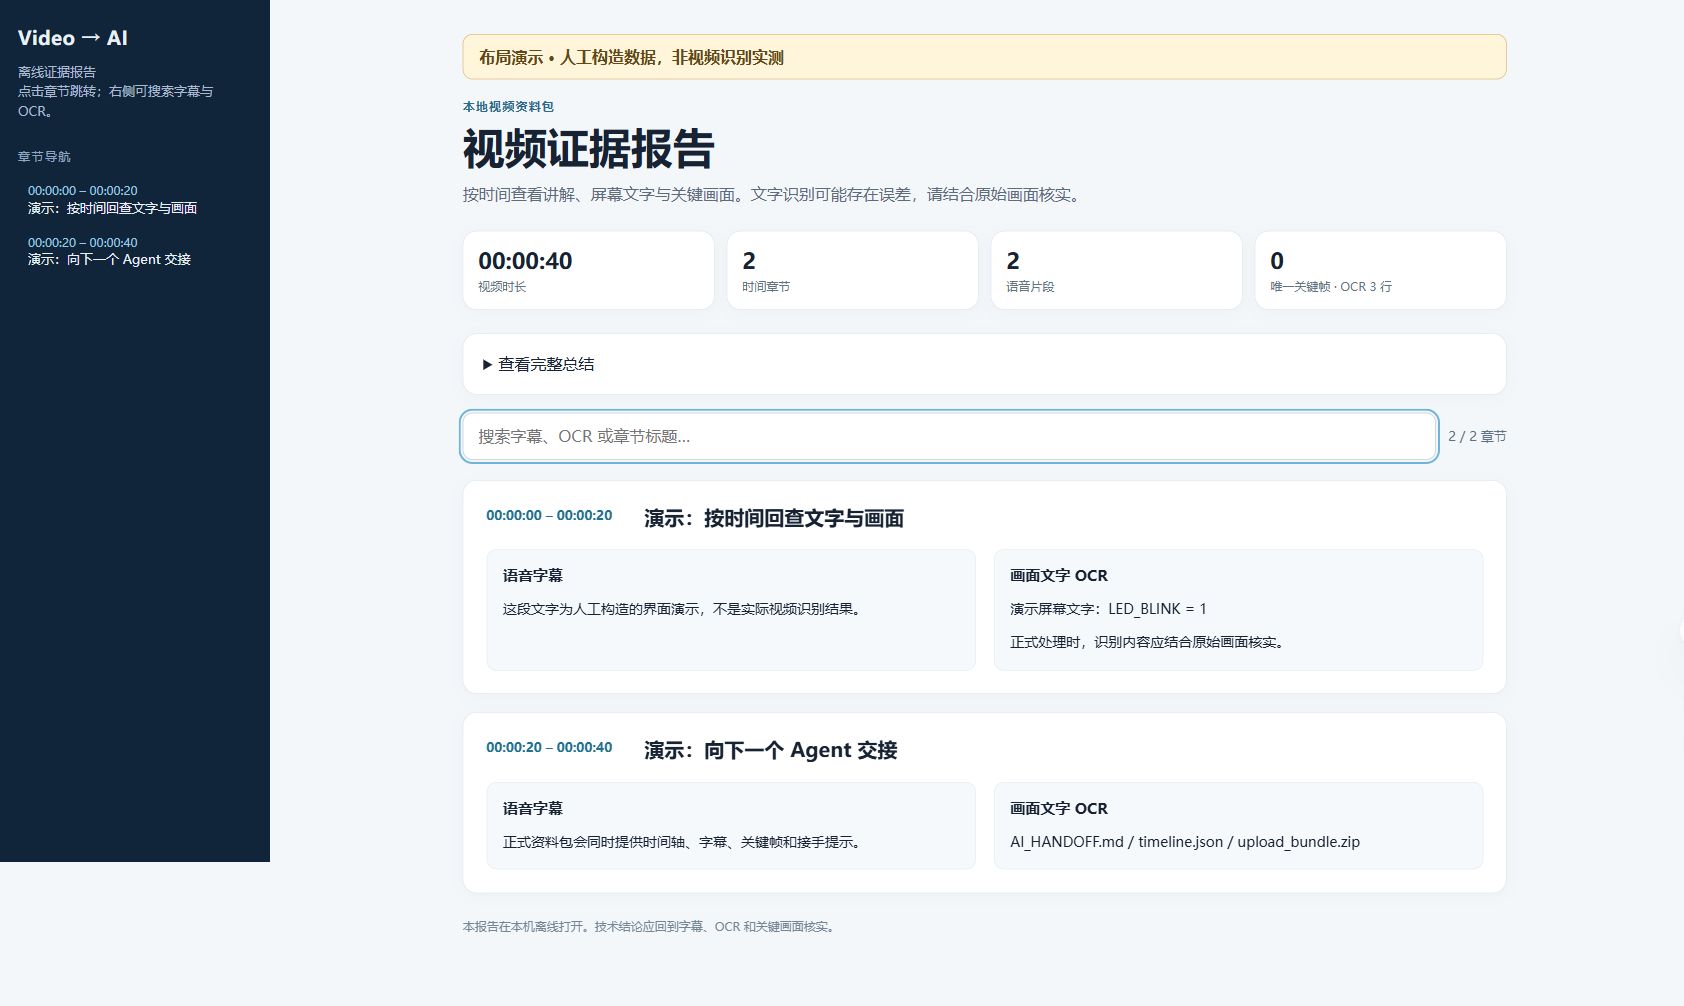 Video → AI
离线证据报告
点击章节跳转；右侧可搜索字幕与
OCR。
章节导航
00:00:00 – 00:00:20
演示：按时间回查文字与画面
00:00:20 – 00:00:40
演示：向下一个 Agent 交接
布局演示 • 人工构造数据，非视频识别实测
本地视频资料包
视频证据报告
按时间查看讲解、屏幕文字与关键画面。文字识别可能存在误差，请结合原始画面核实。
00:00:40
视频时长
2
时间章节
2
语音片段
0
唯一关键帧 · OCR 3 行
▶ 查看完整总结
搜索字幕、OCR 或章节标题...
2 / 2 章节
00:00:00 – 00:00:20 演示：按时间回查文字与画面
语音字幕
这段文字为人工构造的界面演示，不是实际视频识别结果。
画面文字 OCR
演示屏幕文字：LED_BLINK = 1
正式处理时，识别内容应结合原始画面核实。
00:00:20 – 00:00:40 演示：向下一个 Agent 交接
语音字幕
正式资料包会同时提供时间轴、字幕、关键帧和接手提示。
画面文字 OCR
AI_HANDOFF.md / timeline.json / upload_bundle.zip
本报告在本机离线打开。技术结论应回到字幕、OCR 和关键画面核实。